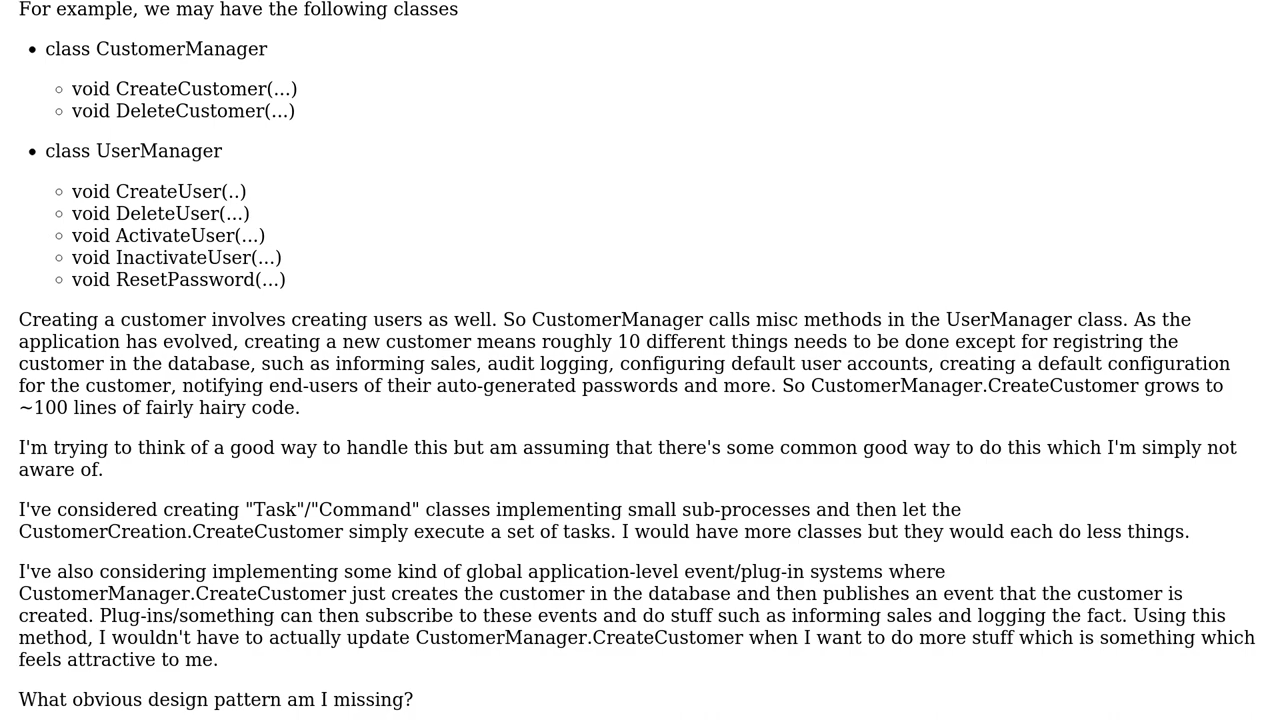 For example, we may have the following classes
• class CustomerManager
◦ void CreateCustomer(...)
◦ void DeleteCustomer(...)
• class UserManager
◦ void CreateUser(..)
◦ void DeleteUser(...)
◦ void ActivateUser(...)
◦ void InactivateUser(...)
◦ void ResetPassword(...)
Creating a customer involves creating users as well. So CustomerManager calls misc methods in the UserManager class. As the
application has evolved, creating a new customer means roughly 10 different things needs to be done except for registring the
customer in the database, such as informing sales, audit logging, configuring default user accounts, creating a default configuration
for the customer, notifying end-users of their auto-generated passwords and more. So CustomerManager.CreateCustomer grows to
~100 lines of fairly hairy code.
I'm trying to think of a good way to handle this but am assuming that there's some common good way to do this which I'm simply not
aware of.
I've considered creating "Task"/"Command" classes implementing small sub-processes and then let the
CustomerCreation.CreateCustomer simply execute a set of tasks. I would have more classes but they would each do less things.
I've also considering implementing some kind of global application-level event/plug-in systems where
CustomerManager.CreateCustomer just creates the customer in the database and then publishes an event that the customer is
created. Plug-ins/something can then subscribe to these events and do stuff such as informing sales and logging the fact. Using this
method, I wouldn't have to actually update CustomerManager.CreateCustomer when I want to do more stuff which is something which
feels attractive to me.
What obvious design pattern am I missing?